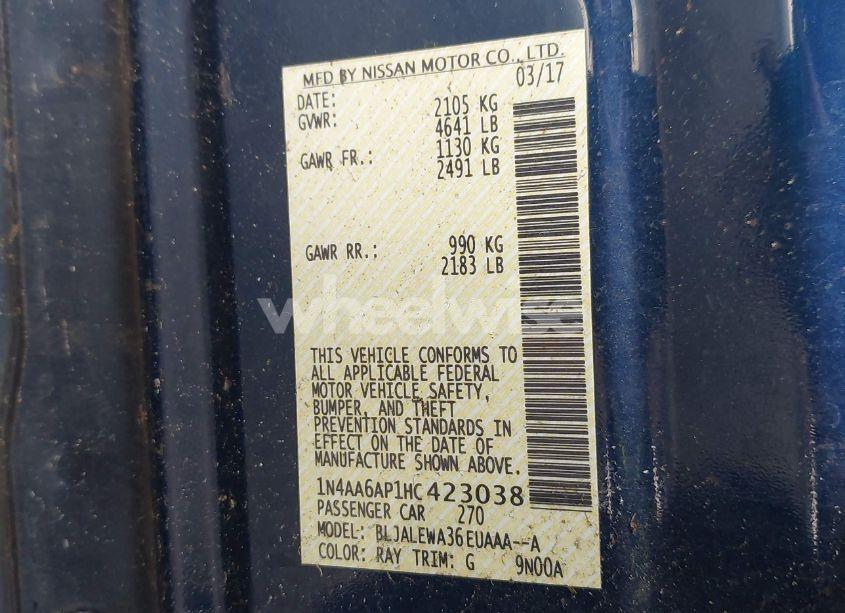 MFD BY NISSAN MOTOR CO., LTD.
DATE: 03/17
GVWR: 2105 KG
4641 LB
GAWR FR.: 1130 KG
2491 LB
GAWR RR.: 990 KG
2183 LB
wheelwise
THIS VEHICLE CONFORMS TO
ALL APPLICABLE FEDERAL
MOTOR VEHICLE SAFETY,
BUMPER, AND THEFT
PREVENTION STANDARDS IN
EFFECT ON THE DATE OF
MANUFACTURE SHOWN ABOVE.
1N4AA6AP1HC423038
PASSENGER CAR 270
MODEL: BLJALEWA36EUAAA--A
COLOR: RAY TRIM: G 9N00A